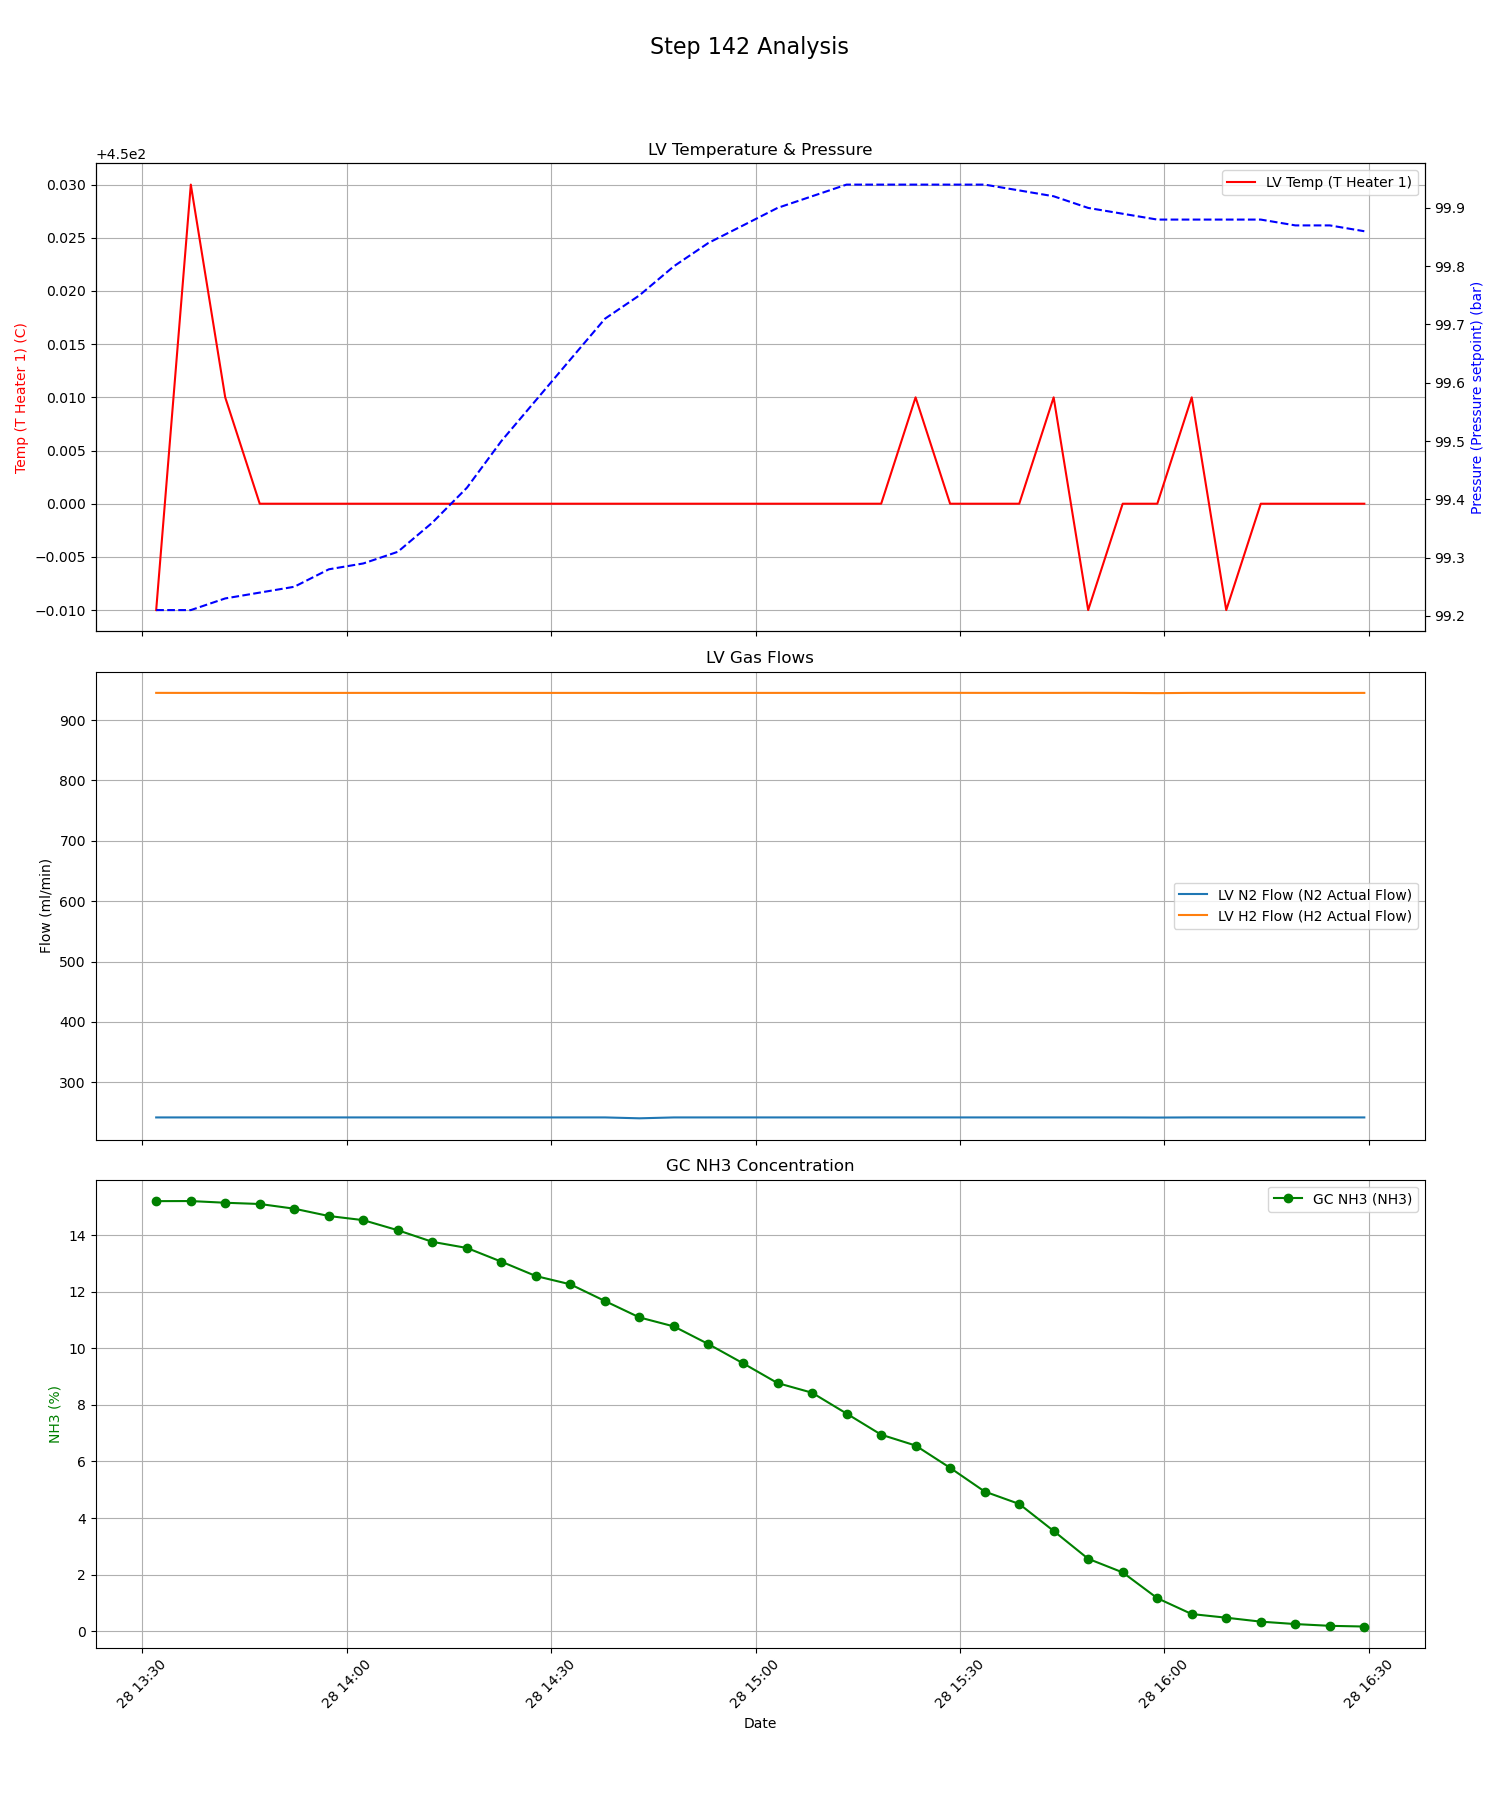 Step 142 Analysis
LV Temperature & Pressure
+4.5e2
LV Temp (T Heater 1)
0.030
0.025
0.020
0.015
0.010
0.005
0.000
−0.005
−0.010
Temp (T Heater 1) (C)
99.9
99.8
99.7
99.6
99.5
99.4
99.3
99.2
Pressure (Pressure setpoint) (bar)
LV Gas Flows
900
800
700
600
500
400
300
Flow (ml/min)
LV N2 Flow (N2 Actual Flow)
LV H2 Flow (H2 Actual Flow)
GC NH3 Concentration
GC NH3 (NH3)
14
12
10
8
6
4
2
0
NH3 (%)
28 13:30
28 14:00
28 14:30
28 15:00
28 15:30
28 16:00
28 16:30
Date